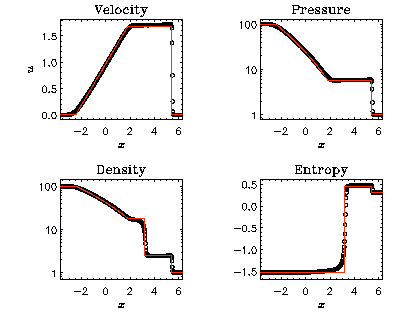 Velocity
Pressure
u
1.5
1.0
0.5
0.0
100
10
1
−2 0 2 4 6
−2 0 2 4 6
x
x
Density
Entropy
100
10
1
0.5
0.0
−0.5
−1.0
−1.5
−2 0 2 4 6
−2 0 2 4 6
x
x